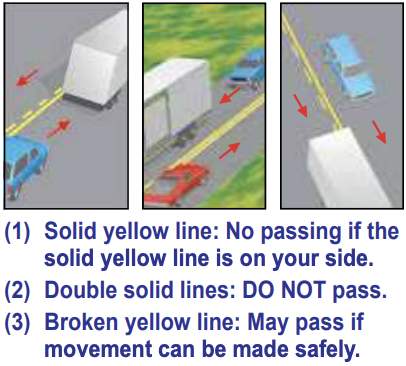 (1) Solid yellow line: No passing if the
solid yellow line is on your side.
(2) Double solid lines: DO NOT pass.
(3) Broken yellow line: May pass if
movement can be made safely.